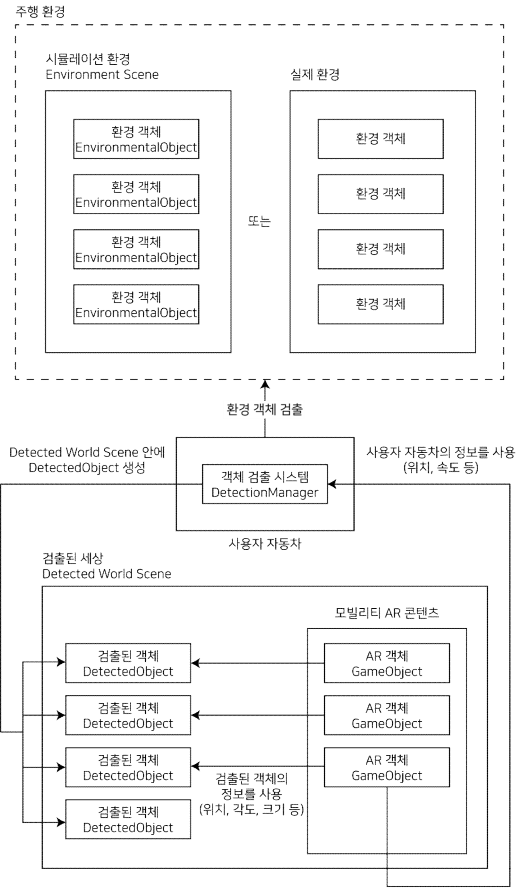 주행 환경
시뮬레이션 환경
Environment Scene
환경 객체
EnvironmentalObject
환경 객체
EnvironmentalObject
환경 객체
EnvironmentalObject
환경 객체
EnvironmentalObject
또는
실제 환경
환경 객체
환경 객체
환경 객체
환경 객체
환경 객체 검출
Detected World Scene 안에
DetectedObject 생성
객체 검출 시스템
DetectionManager
사용자 자동차
사용자 자동차의 정보를 사용
(위치, 속도 등)
검출된 세상
Detected World Scene
검출된 객체
DetectedObject
검출된 객체
DetectedObject
검출된 객체
DetectedObject
검출된 객체
DetectedObject
모빌리티 AR 콘텐츠
AR 객체
GameObject
AR 객체
GameObject
AR 객체
GameObject
검출된 객체의
정보를 사용
(위치, 각도, 크기 등)